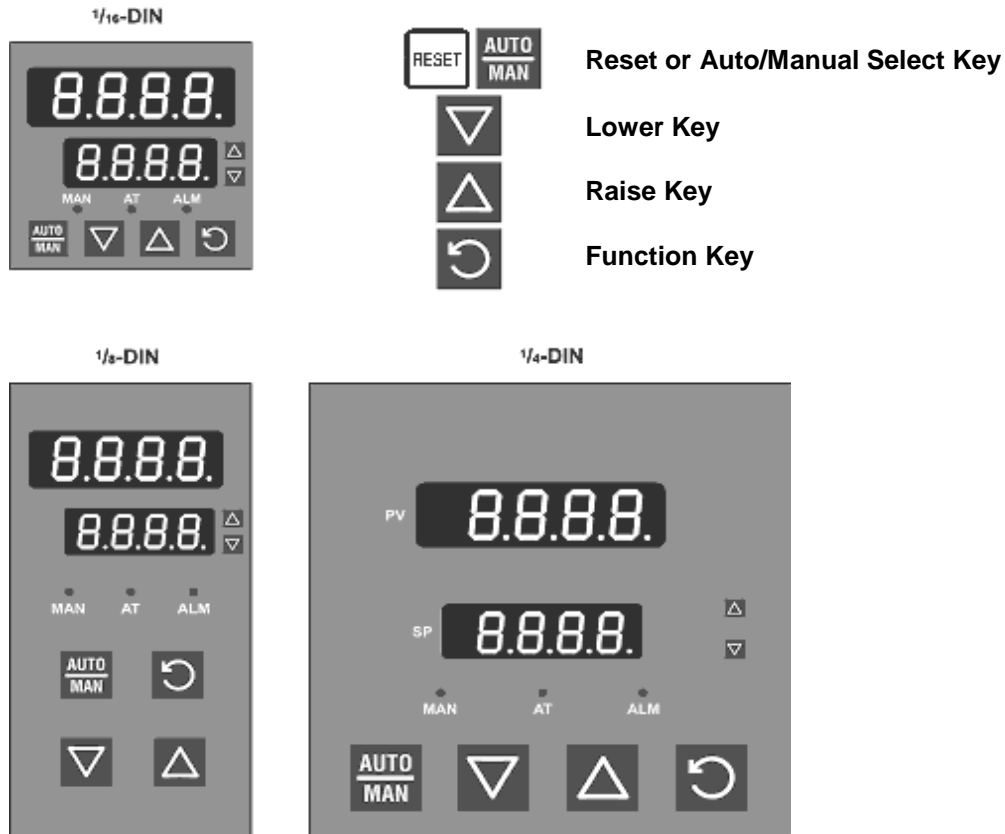 1/16-DIN
8.8.8.8.
8.8.8.8.
MAN AT ALM
AUTO
MAN
RESET
AUTO
MAN
Reset or Auto/Manual Select Key
Lower Key
Raise Key
Function Key
1/8-DIN
8.8.8.8.
8.8.8.8.
MAN AT ALM
AUTO
MAN
1/4-DIN
PV 8.8.8.8.
SP 8.8.8.8.
MAN AT ALM
AUTO
MAN